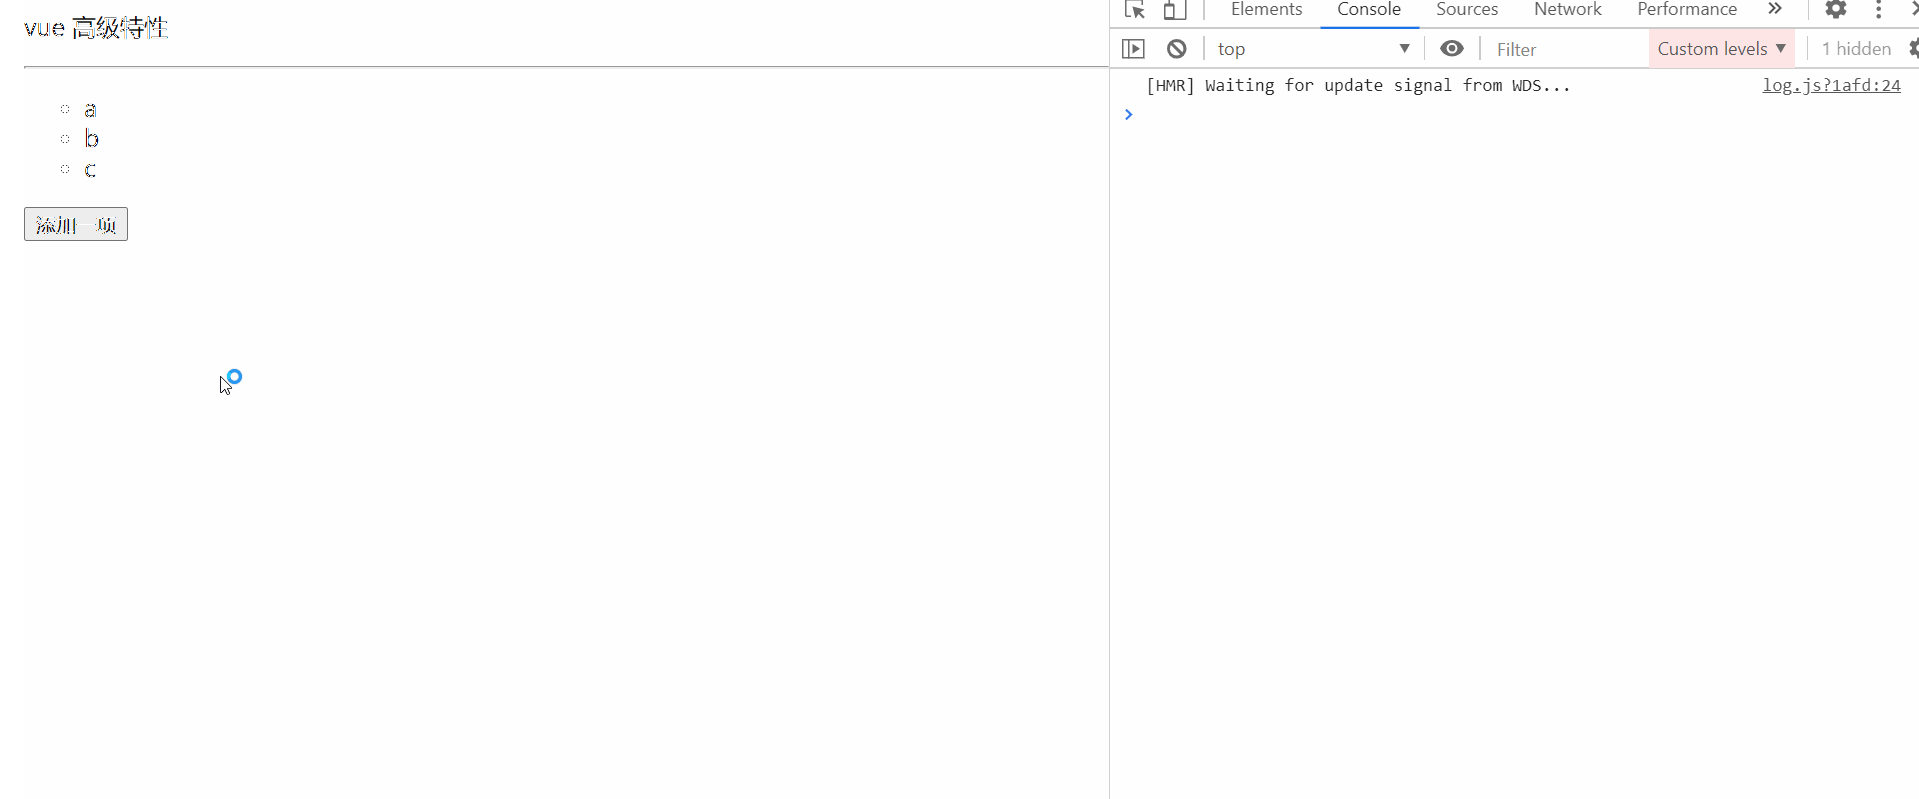 vue 高级特性
a
b
c
添加一项
Elements Console Sources Network Performance
top Filter Custom levels 1 hidden
[HMR] Waiting for update signal from WDS... log.js?1afd:24